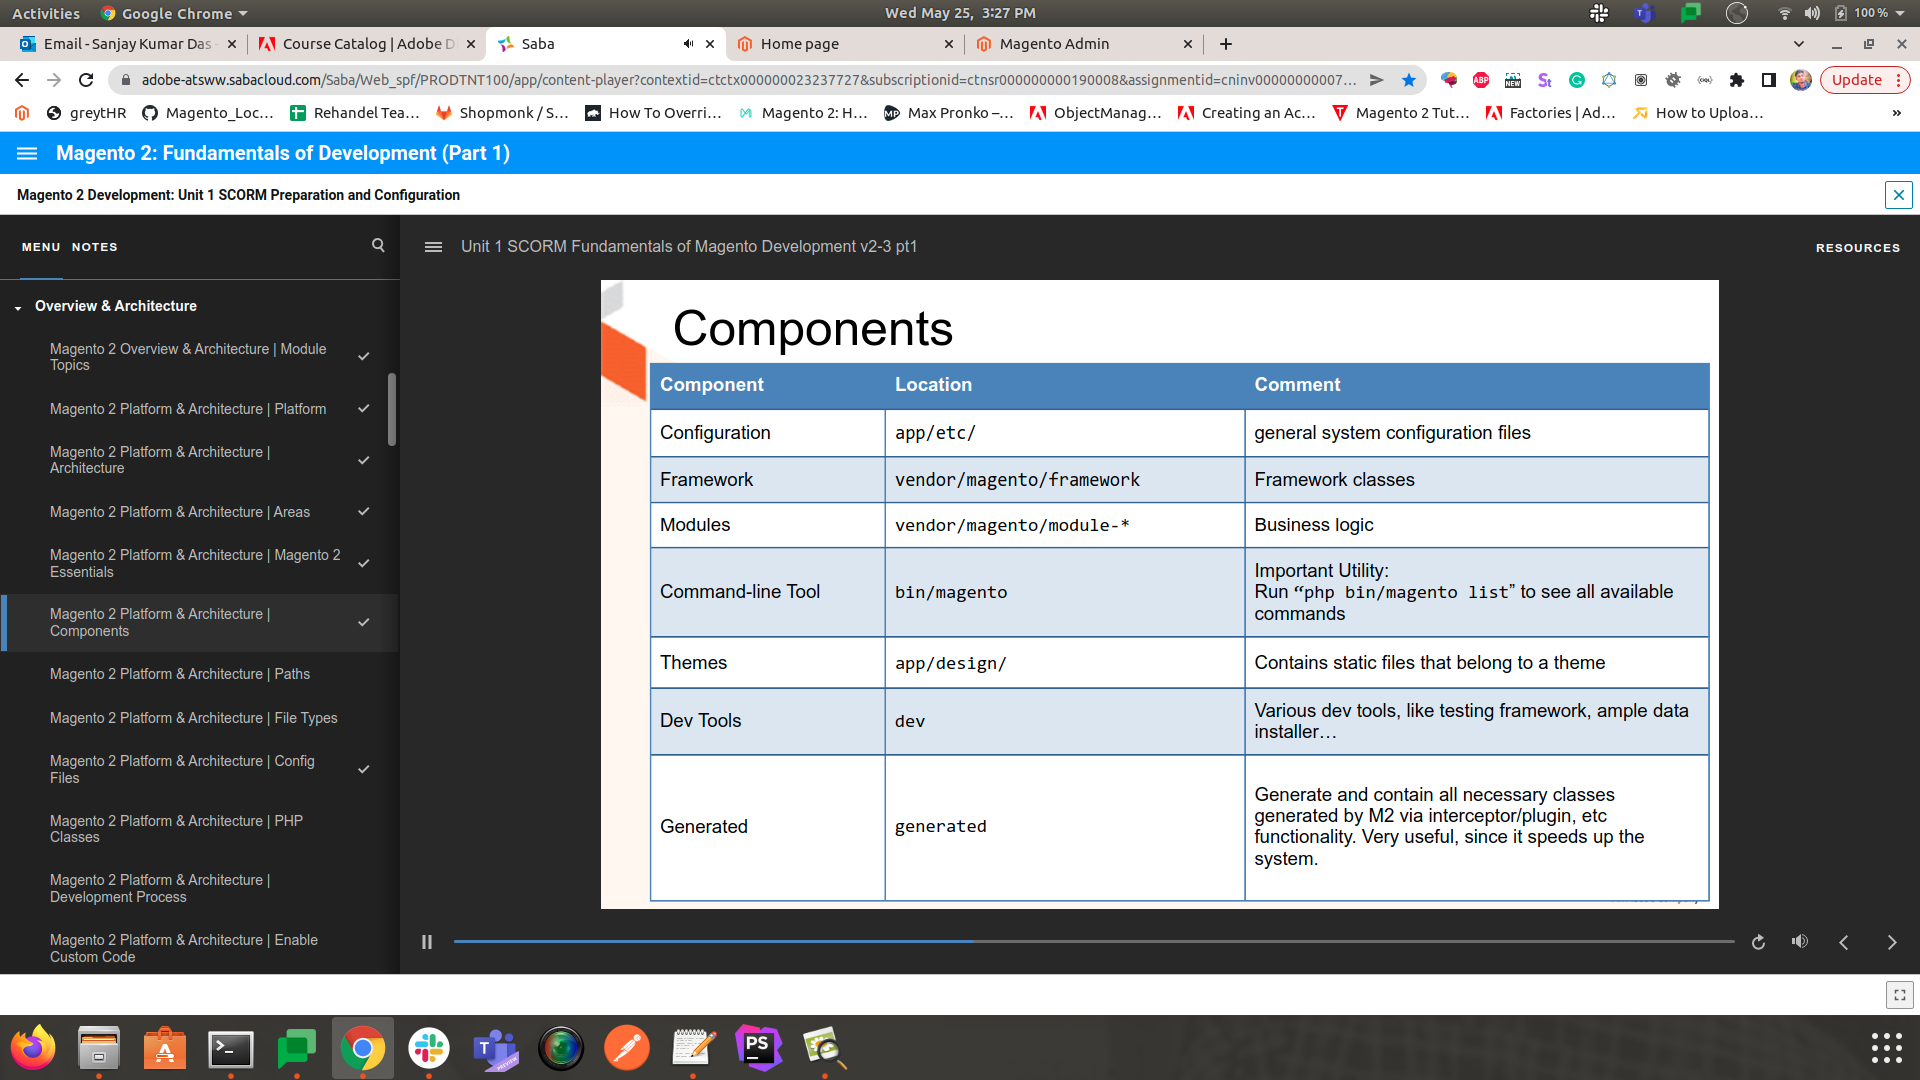 Activities Google Chrome Wed May 25, 3:27 PM 100 %
Email - Sanjay Kumar Das Course Catalog | Adobe D Saba Home page Magento Admin
adobe-atsww.sabacloud.com/Saba/Web_spf/PRODTNT100/app/content-player?contextid=ctctx000000023237727&subscriptionid=ctnsr000000000190008&assignmentid=cninv00000000007... ABP NEW St Update
greytHR Magento_Loc... Rehandel Tea... Shopmonk / S... How To Overri... Magento 2: H... Max Pronko –... ObjectManag... Creating an Ac... Magento 2 Tut... Factories | Ad... How to Uploa... »
Magento 2: Fundamentals of Development (Part 1)
Magento 2 Development: Unit 1 SCORM Preparation and Configuration
MENU NOTES
Unit 1 SCORM Fundamentals of Magento Development v2-3 pt1
RESOURCES
Overview & Architecture
Magento 2 Overview & Architecture | Module
Topics
Magento 2 Platform & Architecture | Platform
Magento 2 Platform & Architecture |
Architecture
Magento 2 Platform & Architecture | Areas
Magento 2 Platform & Architecture | Magento 2
Essentials
Magento 2 Platform & Architecture |
Components
Magento 2 Platform & Architecture | Paths
Magento 2 Platform & Architecture | File Types
Magento 2 Platform & Architecture | Config
Files
Magento 2 Platform & Architecture | PHP
Classes
Magento 2 Platform & Architecture |
Development Process
Magento 2 Platform & Architecture | Enable
Custom Code
Components
Component Location Comment
Configuration app/etc/ general system configuration files
Framework vendor/magento/framework Framework classes
Modules vendor/magento/module-* Business logic
Command-line Tool bin/magento Important Utility:
Run “php bin/magento list” to see all available
commands
Themes app/design/ Contains static files that belong to a theme
Dev Tools dev Various dev tools, like testing framework, ample data
installer…
Generated generated Generate and contain all necessary classes
generated by M2 via interceptor/plugin, etc
functionality. Very useful, since it speeds up the
system.
T PREVIEW PS